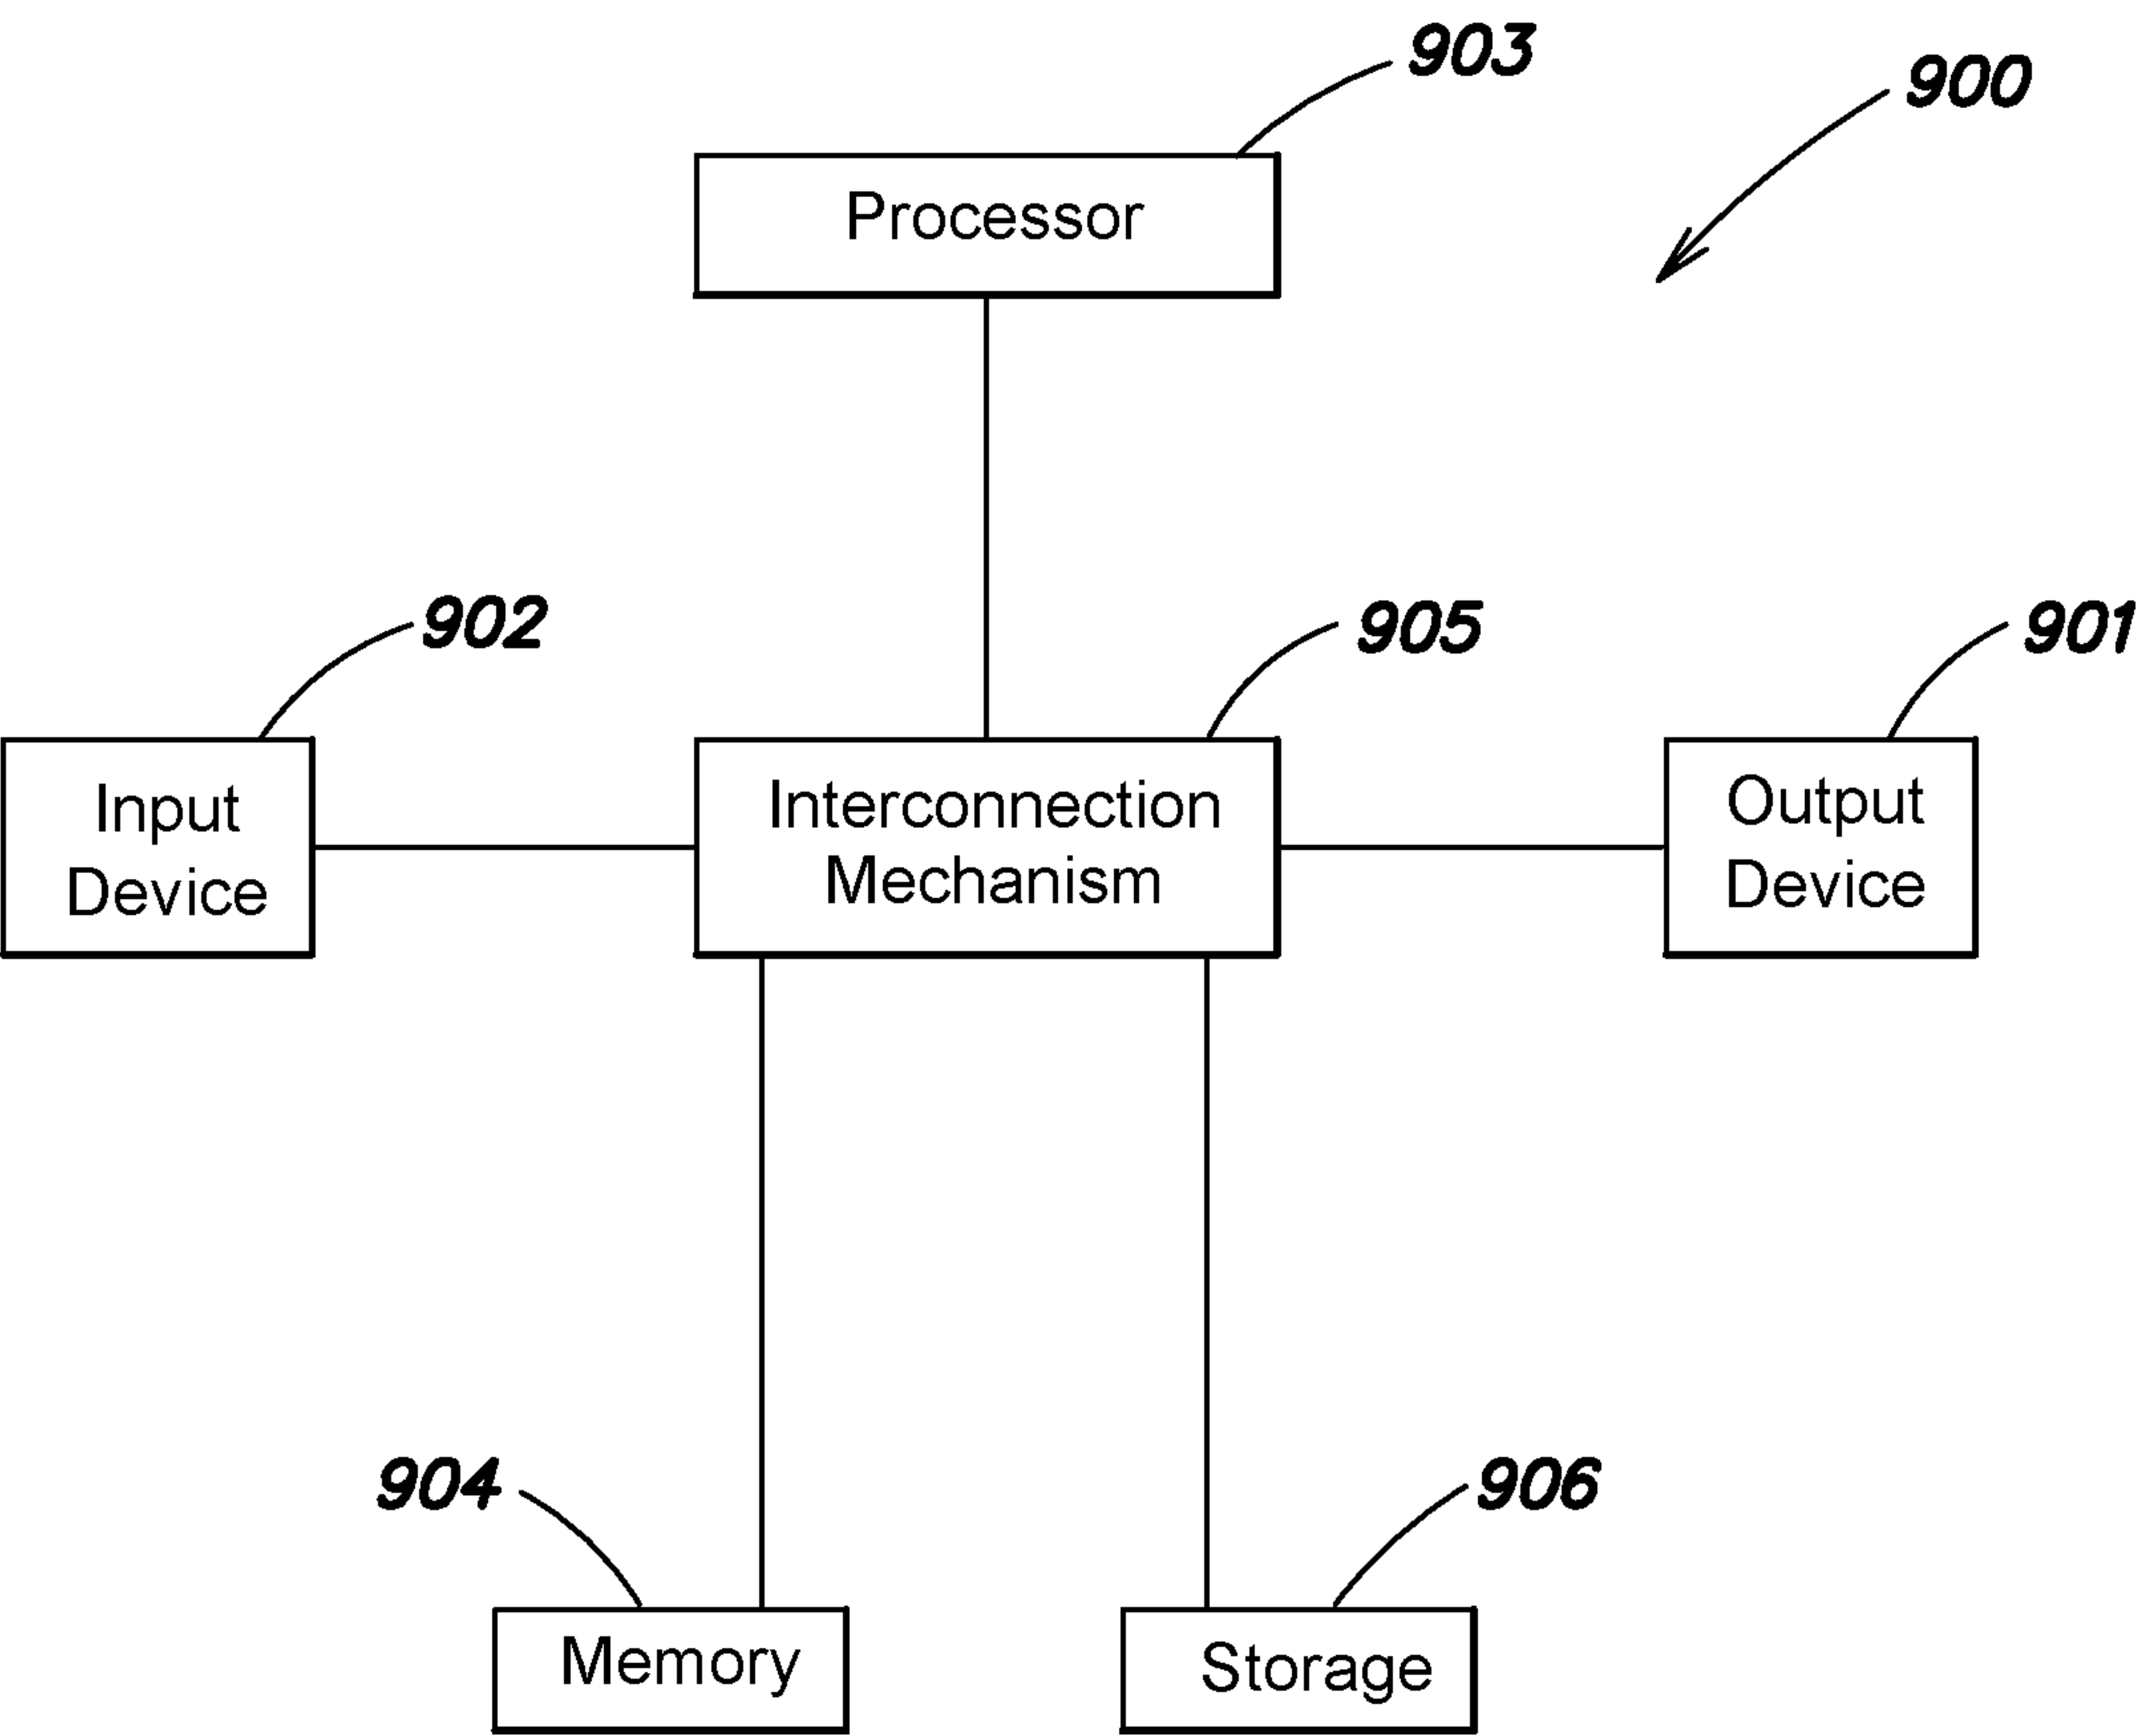 903
900
Processor
902
905
901
Input
Device
Interconnection
Mechanism
Output
Device
904
906
Memory
Storage